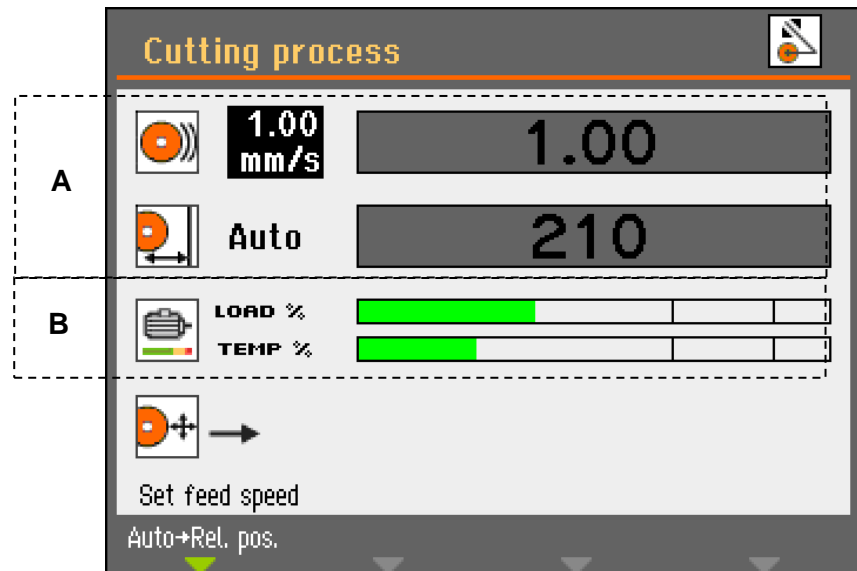 Cutting process
A
1.00
mm/s
1.00
Auto
210
B
LOAD %
TEMP %
Set feed speed
Auto→Rel. pos.